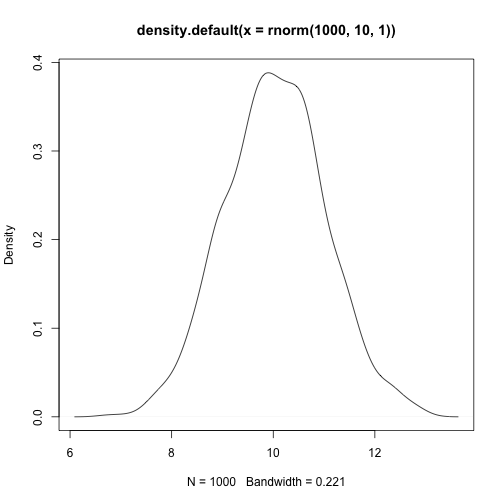 density.default(x = rnorm(1000, 10, 1))
Density
0.4
0.3
0.2
0.1
0.0
6 8 10 12
N = 1000 Bandwidth = 0.221